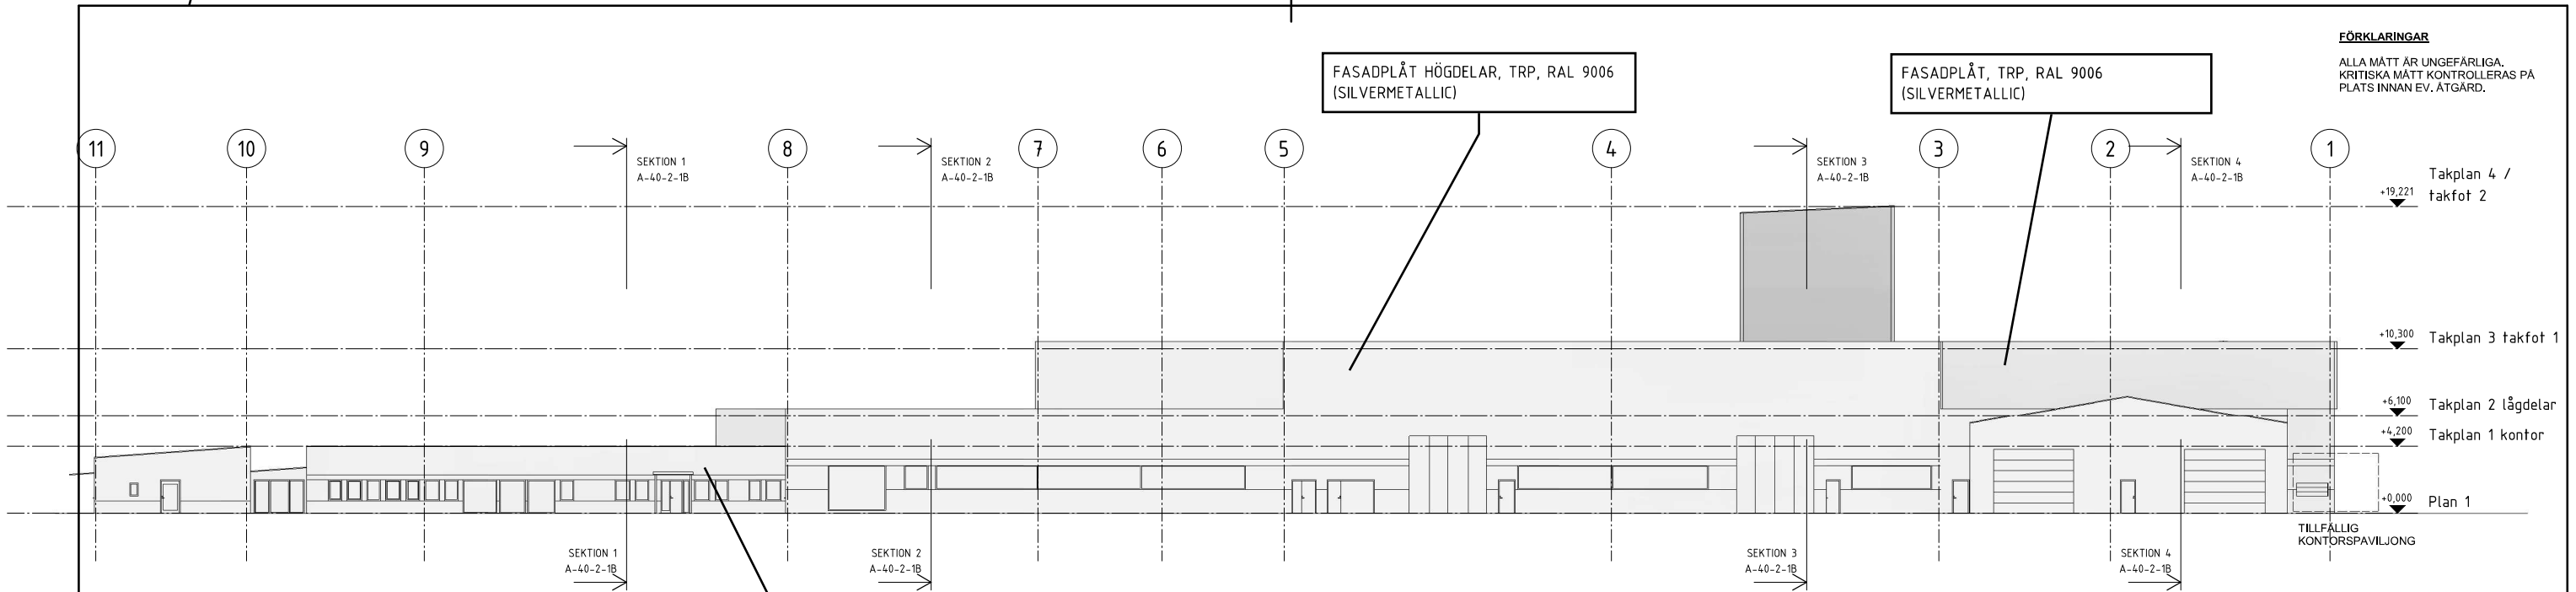 FÖRKLARINGAR
ALLA MÅTT ÄR UNGEFÄRLIGA.
KRITISKA MÅTT KONTROLLERAS PÅ
PLATS INNAN EV. ÅTGÄRD.
FASADPLÅT HÖGDELAR, TRP, RAL 9006
(SILVERMETALLIC)
FASADPLÅT, TRP, RAL 9006
(SILVERMETALLIC)
11
10
9
8
7
6
5
4
3
2
1
SEKTION 1
A-40-2-1B
SEKTION 2
A-40-2-1B
SEKTION 3
A-40-2-1B
SEKTION 4
A-40-2-1B
Takplan 4 /
takfot 2
+19,221
+10,300
Takplan 3 takfot 1
+6,100
Takplan 2 lågdelar
+4,200
Takplan 1 kontor
+0,000
Plan 1
TILLFÄLLIG
KONTORSPAVILJONG
SEKTION 1
A-40-2-1B
SEKTION 2
A-40-2-1B
SEKTION 3
A-40-2-1B
SEKTION 4
A-40-2-1B